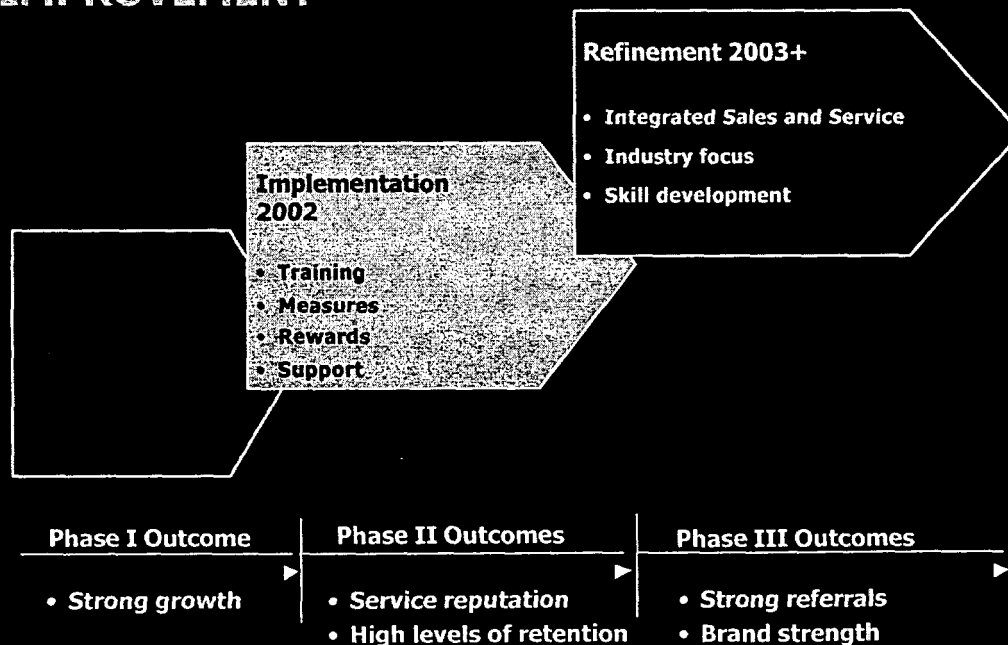 Refinement 2003+
• Integrated Sales and Service
• Industry focus
• Skill development
Implementation
2002
• Training
• Measures
• Rewards
• Support
Phase I Outcome
• Strong growth
Phase II Outcomes
• Service reputation
• High levels of retention
Phase III Outcomes
• Strong referrals
• Brand strength